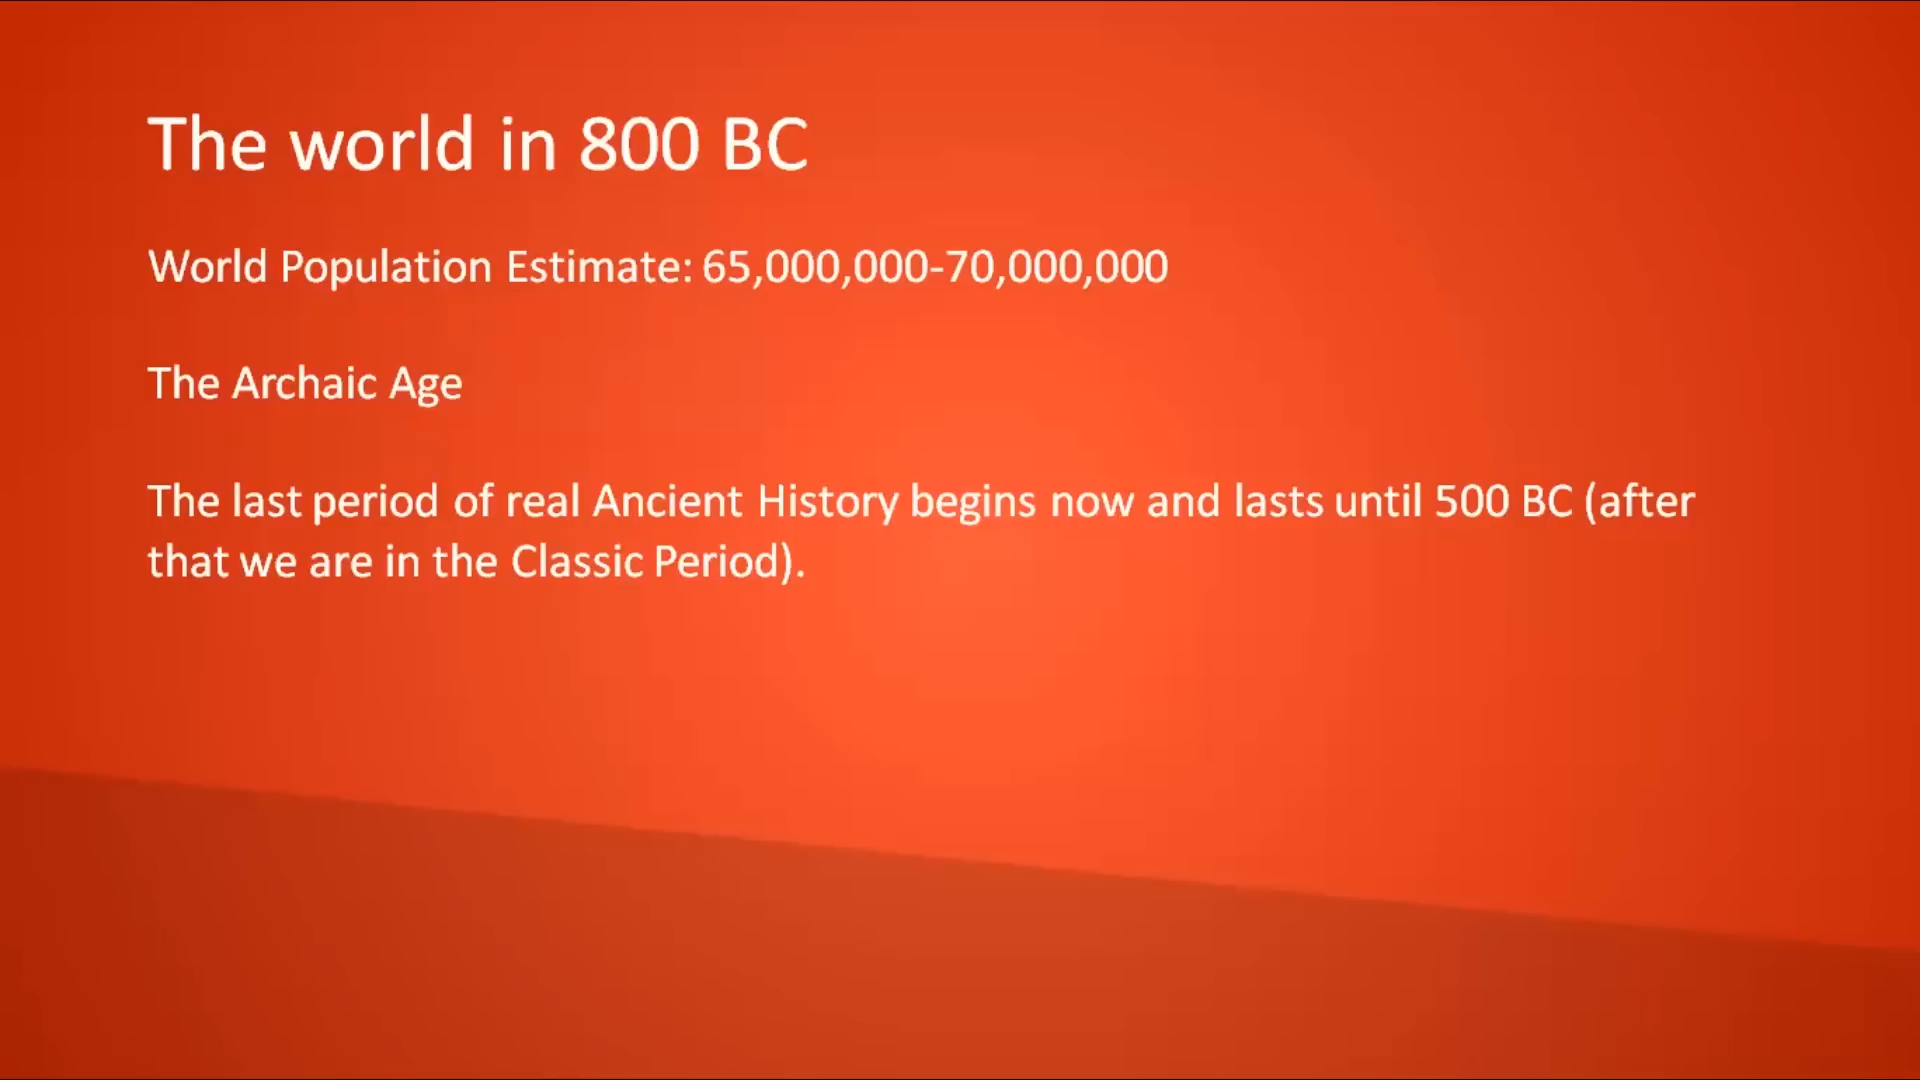 The world in 800 BC
World Population Estimate: 65,000,000-70,000,000
The Archaic Age
The last period of real Ancient History begins now and lasts until 500 BC (after
that we are in the Classic Period).